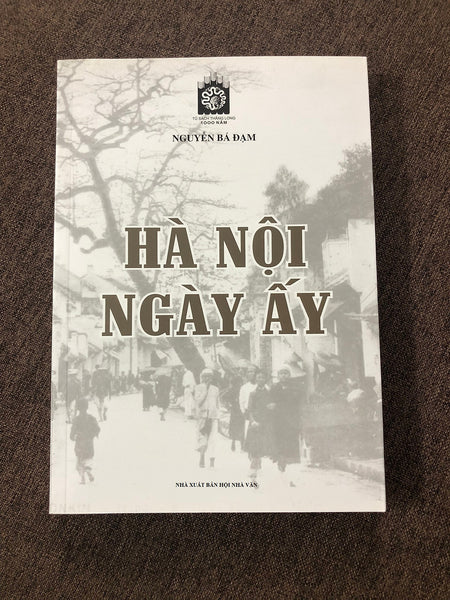 TỦ SÁCH THĂNG LONG
1000 NĂM
NGUYỄN BÁ ĐẠM
HÀ NỘI
NGÀY ẤY
NHÀ XUẤT BẢN HỘI NHÀ VĂN